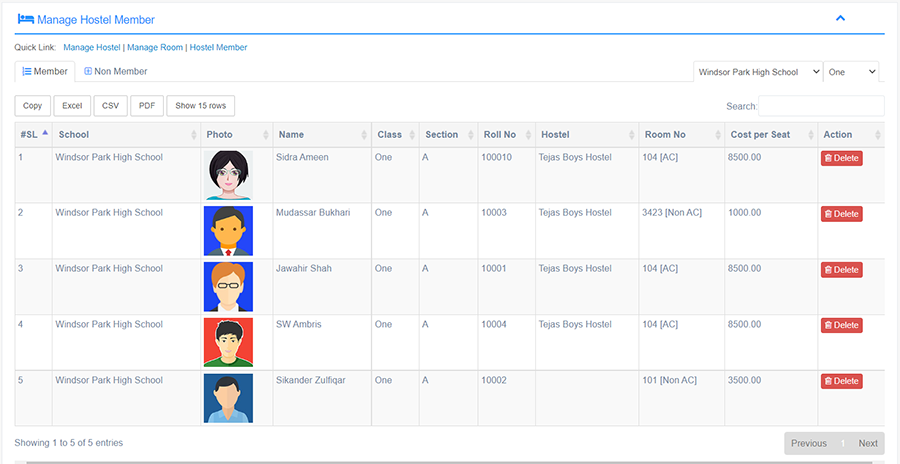 Manage Hostel Member
Quick Link: Manage Hostel | Manage Room | Hostel Member
Member Non Member Windsor Park High School One
Copy Excel CSV PDF Show 15 rows Search:
#SL School Photo Name Class Section Roll No Hostel Room No Cost per Seat Action
1 Windsor Park High School Sidra Ameen One A 100010 Tejas Boys Hostel 104 [AC] 8500.00 Delete
2 Windsor Park High School Mudassar Bukhari One A 10003 Tejas Boys Hostel 3423 [Non AC] 1000.00 Delete
3 Windsor Park High School Jawahir Shah One A 10001 Tejas Boys Hostel 104 [AC] 8500.00 Delete
4 Windsor Park High School SW Ambris One A 10004 Tejas Boys Hostel 104 [AC] 8500.00 Delete
5 Windsor Park High School Sikander Zulfiqar One A 10002 101 [Non AC] 3500.00 Delete
Showing 1 to 5 of 5 entries Previous 1 Next